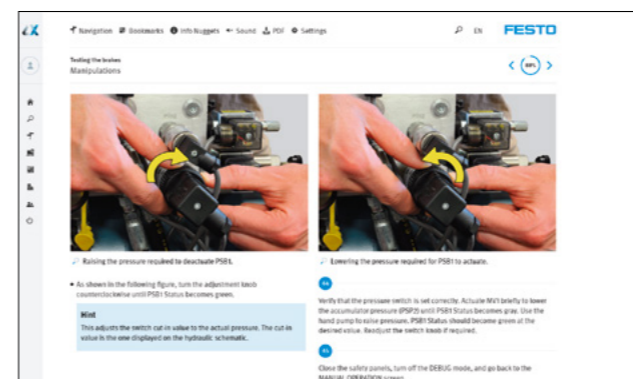 Navigation Bookmarks Info Nuggets Sound PDF Settings
EN
FESTO
Testing the brakes
Manipulations
Raising the pressure required to deactuate PSB1.
Lowering the pressure required for PSB1 to actuate.
As shown in the following figure, turn the adjustment knob
counterclockwise until PSB1 Status becomes green.
Hint
This adjusts the switch cut in value to the actual pressure. The cut-in
value is the one displayed on the hydraulic schematic.
Verify that the pressure switch is set correctly. Actuate MV1 briefly to lower
the accumulator pressure (PSP2) until PSB1 Status becomes gray. Use the
hand pump to raise pressure. PSB1 Status should become green at the
desired value. Readjust the switch knob if required.
Close the safety panels, turn off the DEBUG mode, and go back to the
MANUAL OPERATION screen.